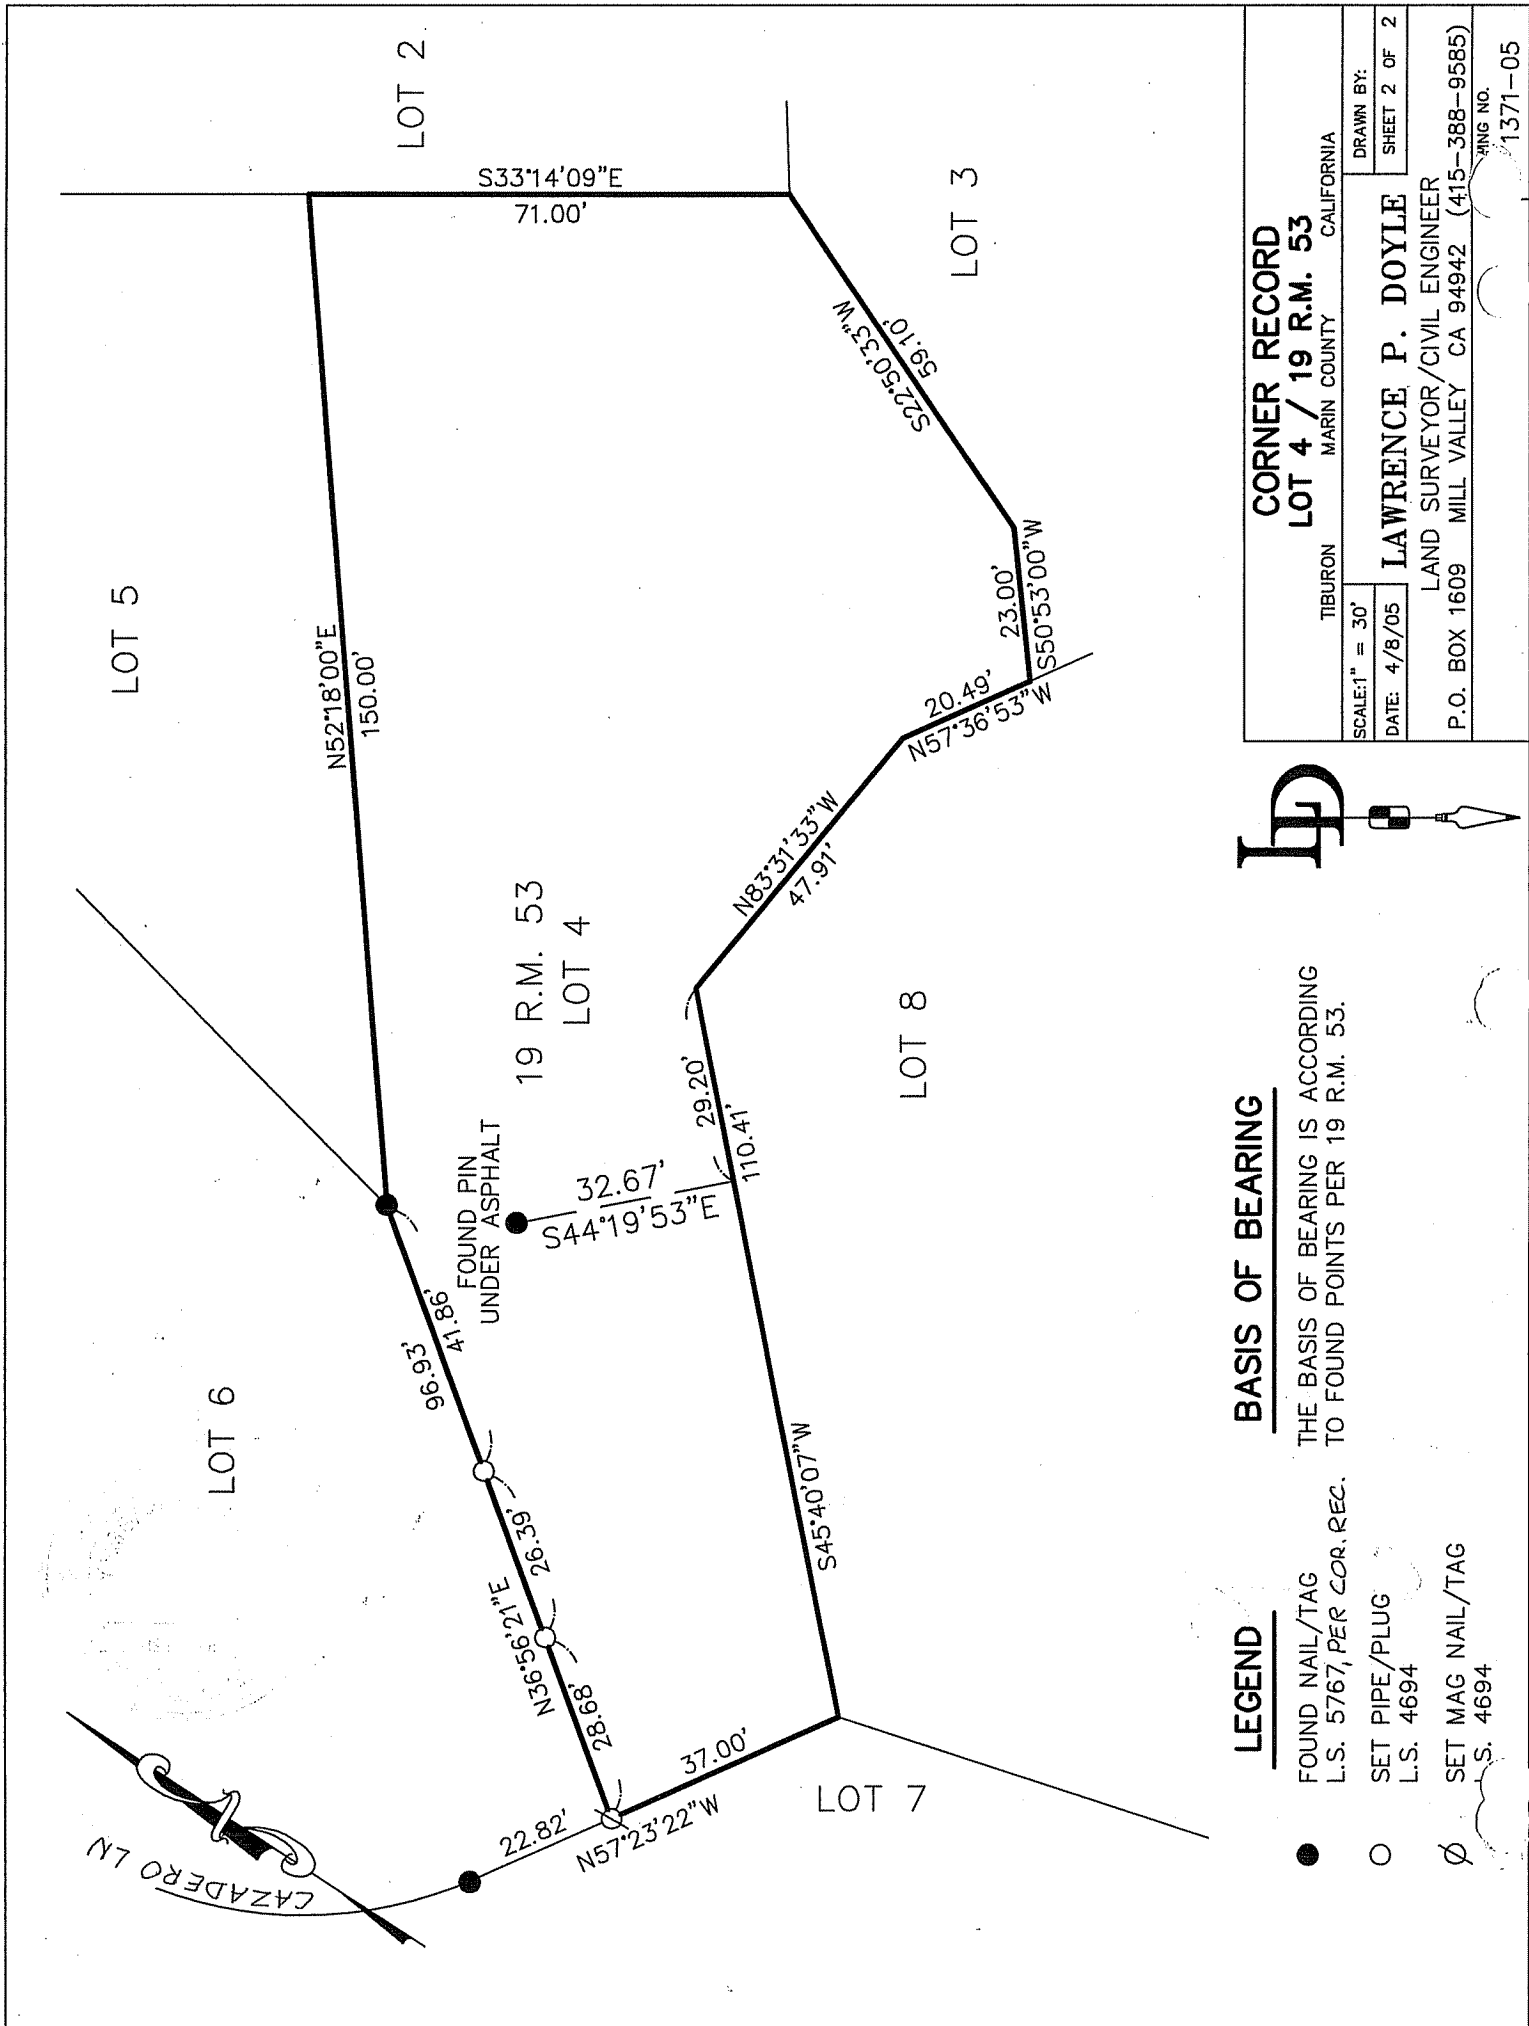 LOT 5
LOT 2
LOT 6
N52°18'00"E
150.00'
S33°14'09"E
71.00'
CAZADERO LN
96.93'
41.86'
N36°56'21"E
26.39'
28.68'
22.82'
N57°23'22"W
37.00'
FOUND PIN
UNDER ASPHALT
32.67'
S44°19'53"E
19 R.M. 53
LOT 4
29.20'
110.41'
S45°40'07"W
N83°31'33"W
47.91'
20.49'
N57°36'53"W
23.00'
S50°53'00"W
S22°50'33"W
59.10'
LOT 3
LOT 7
LOT 8
LEGEND
FOUND NAIL/TAG
L.S. 5767, PER COR. REC.
SET PIPE/PLUG
L.S. 4694
SET MAG NAIL/TAG
L.S. 4694
BASIS OF BEARING
THE BASIS OF BEARING IS ACCORDING
TO FOUND POINTS PER 19 R.M. 53.
LD
CORNER RECORD
LOT 4 / 19 R.M. 53
TIBURON MARIN COUNTY CALIFORNIA
SCALE:1" = 30'
DATE: 4/8/05
LAWRENCE P. DOYLE
DRAWN BY:
SHEET 2 OF 2
LAND SURVEYOR/CIVIL ENGINEER
P.O. BOX 1609 MILL VALLEY CA 94942 (415-388-9585)
NO.
1371-05